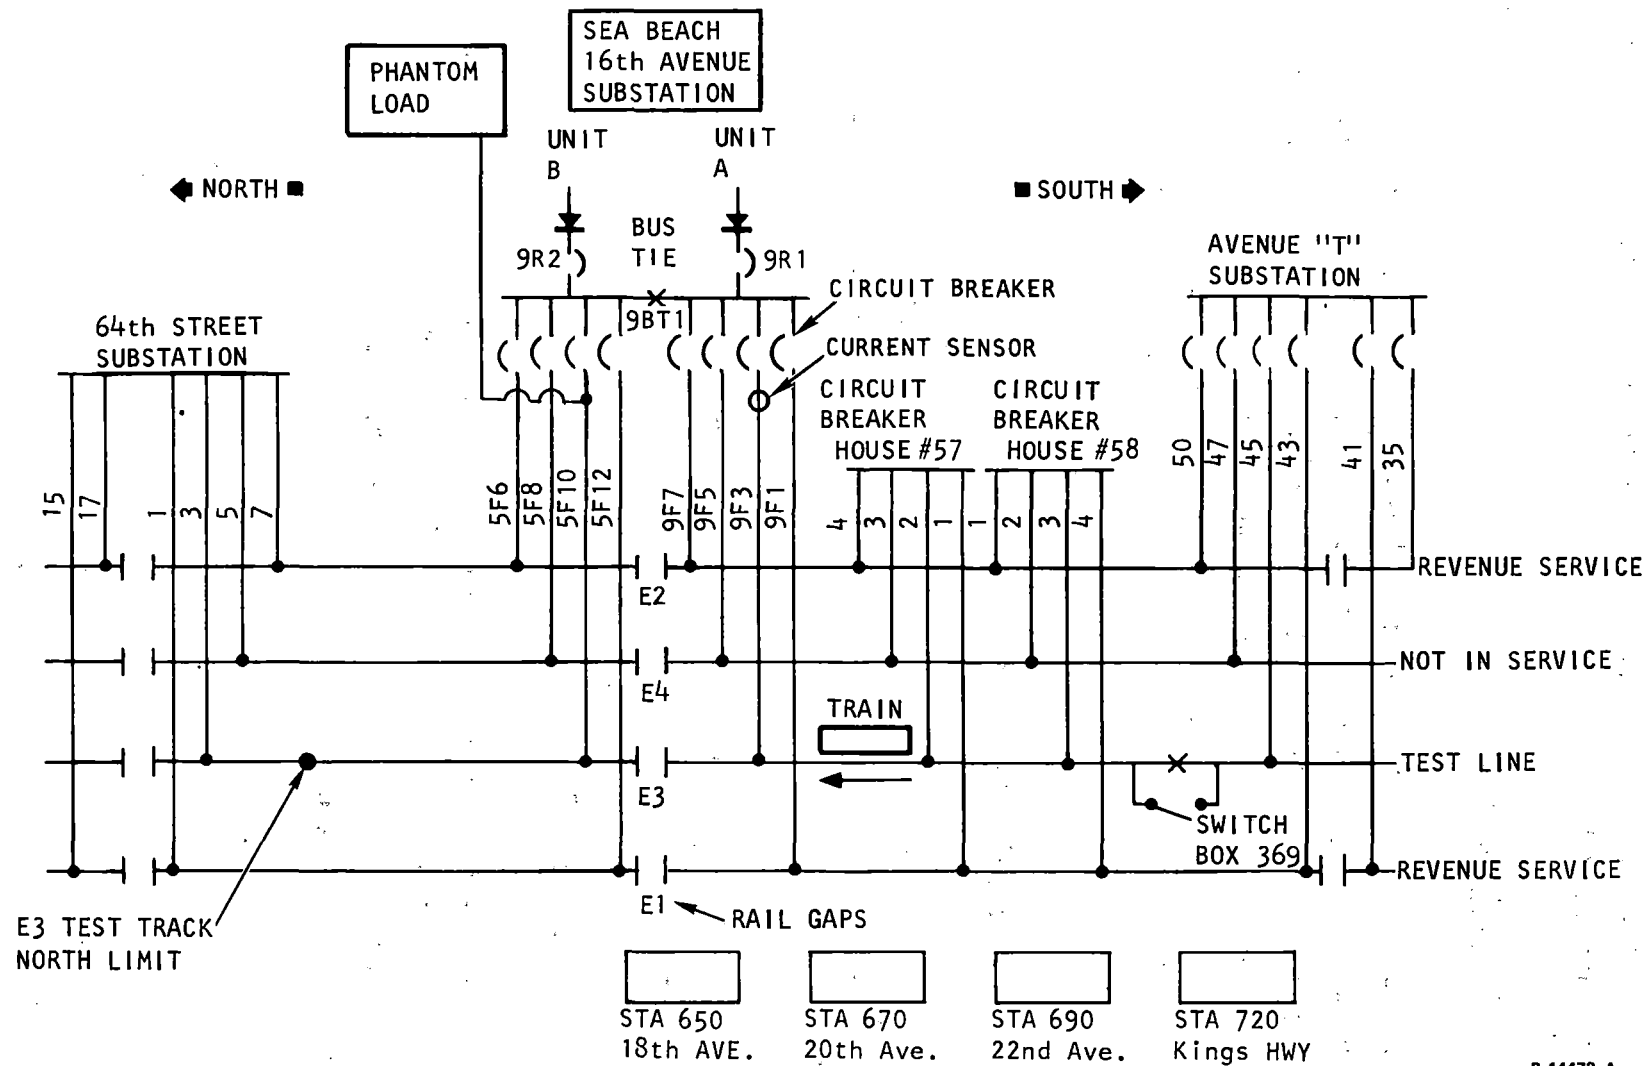 SEA BEACH
16th AVENUE
SUBSTATION
PHANTOM
LOAD
UNIT
B
UNIT
A
NORTH
SOUTH
BUS
TIE
9R2
9R1
AVENUE "T"
SUBSTATION
CIRCUIT BREAKER
9BT1
64th STREET
SUBSTATION
CURRENT SENSOR
CIRCUIT
BREAKER
HOUSE #57
CIRCUIT
BREAKER
HOUSE #58
15
17
1
3
5
7
5F6
5F8
5F10
5F12
9F7
9F5
9F3
9F1
4
3
2
1
1
2
3
4
50
47
45
43
41
35
REVENUE SERVICE
E2
NOT IN SERVICE
E4
TRAIN
TEST LINE
E3
SWITCH
BOX 369
REVENUE SERVICE
E1
RAIL GAPS
E3 TEST TRACK
NORTH LIMIT
STA 650
18th AVE.
STA 670
20th Ave.
STA 690
22nd Ave.
STA 720
Kings HWY